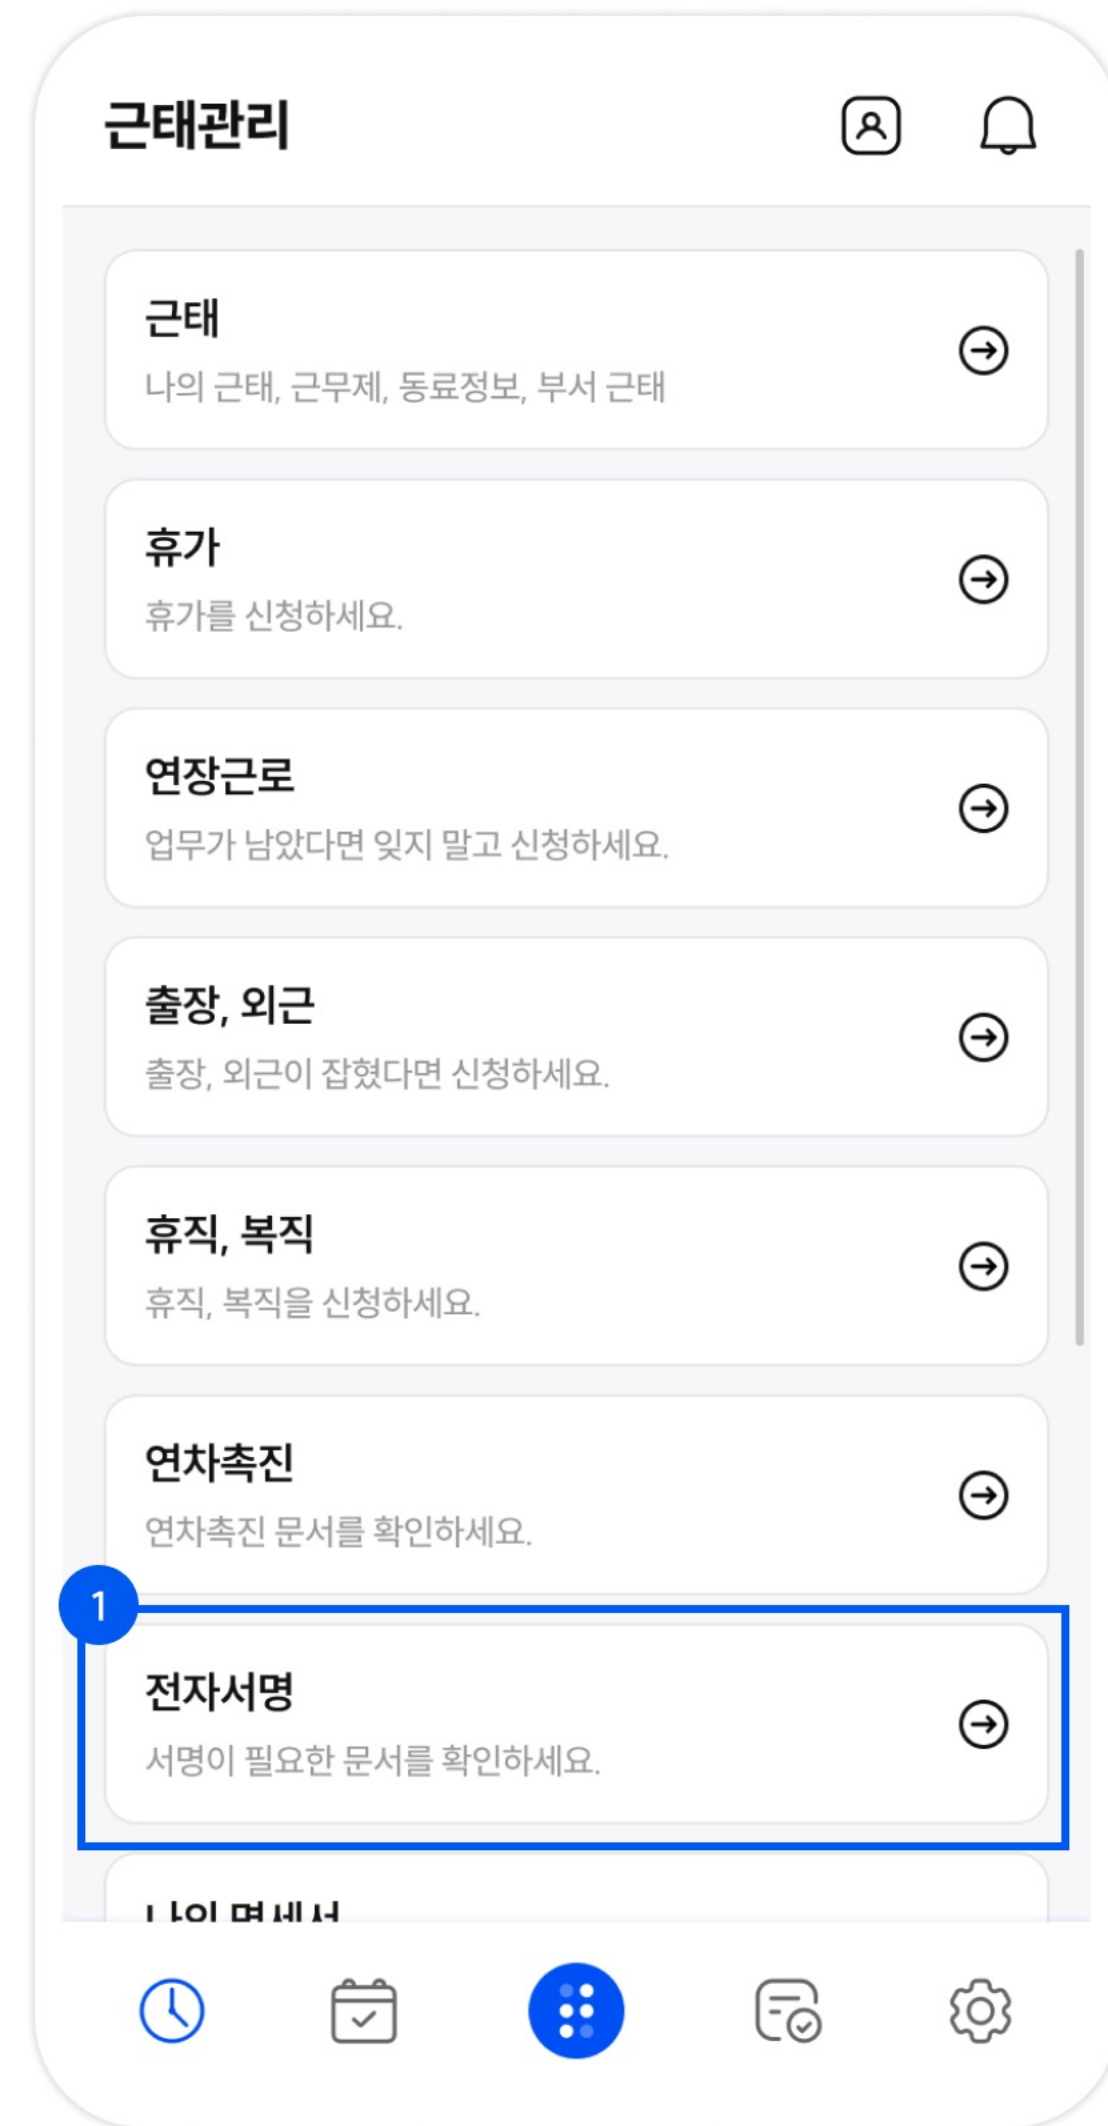 근태관리
근태
나의 근태, 근무제, 동료정보, 부서 근태
휴가
휴가를 신청하세요.
연장근로
업무가 남았다면 잊지 말고 신청하세요.
출장, 외근
출장, 외근이 잡혔다면 신청하세요.
휴직, 복직
휴직, 복직을 신청하세요.
연차촉진
연차촉진 문서를 확인하세요.
1
전자서명
서명이 필요한 문서를 확인하세요.
나의 명세서